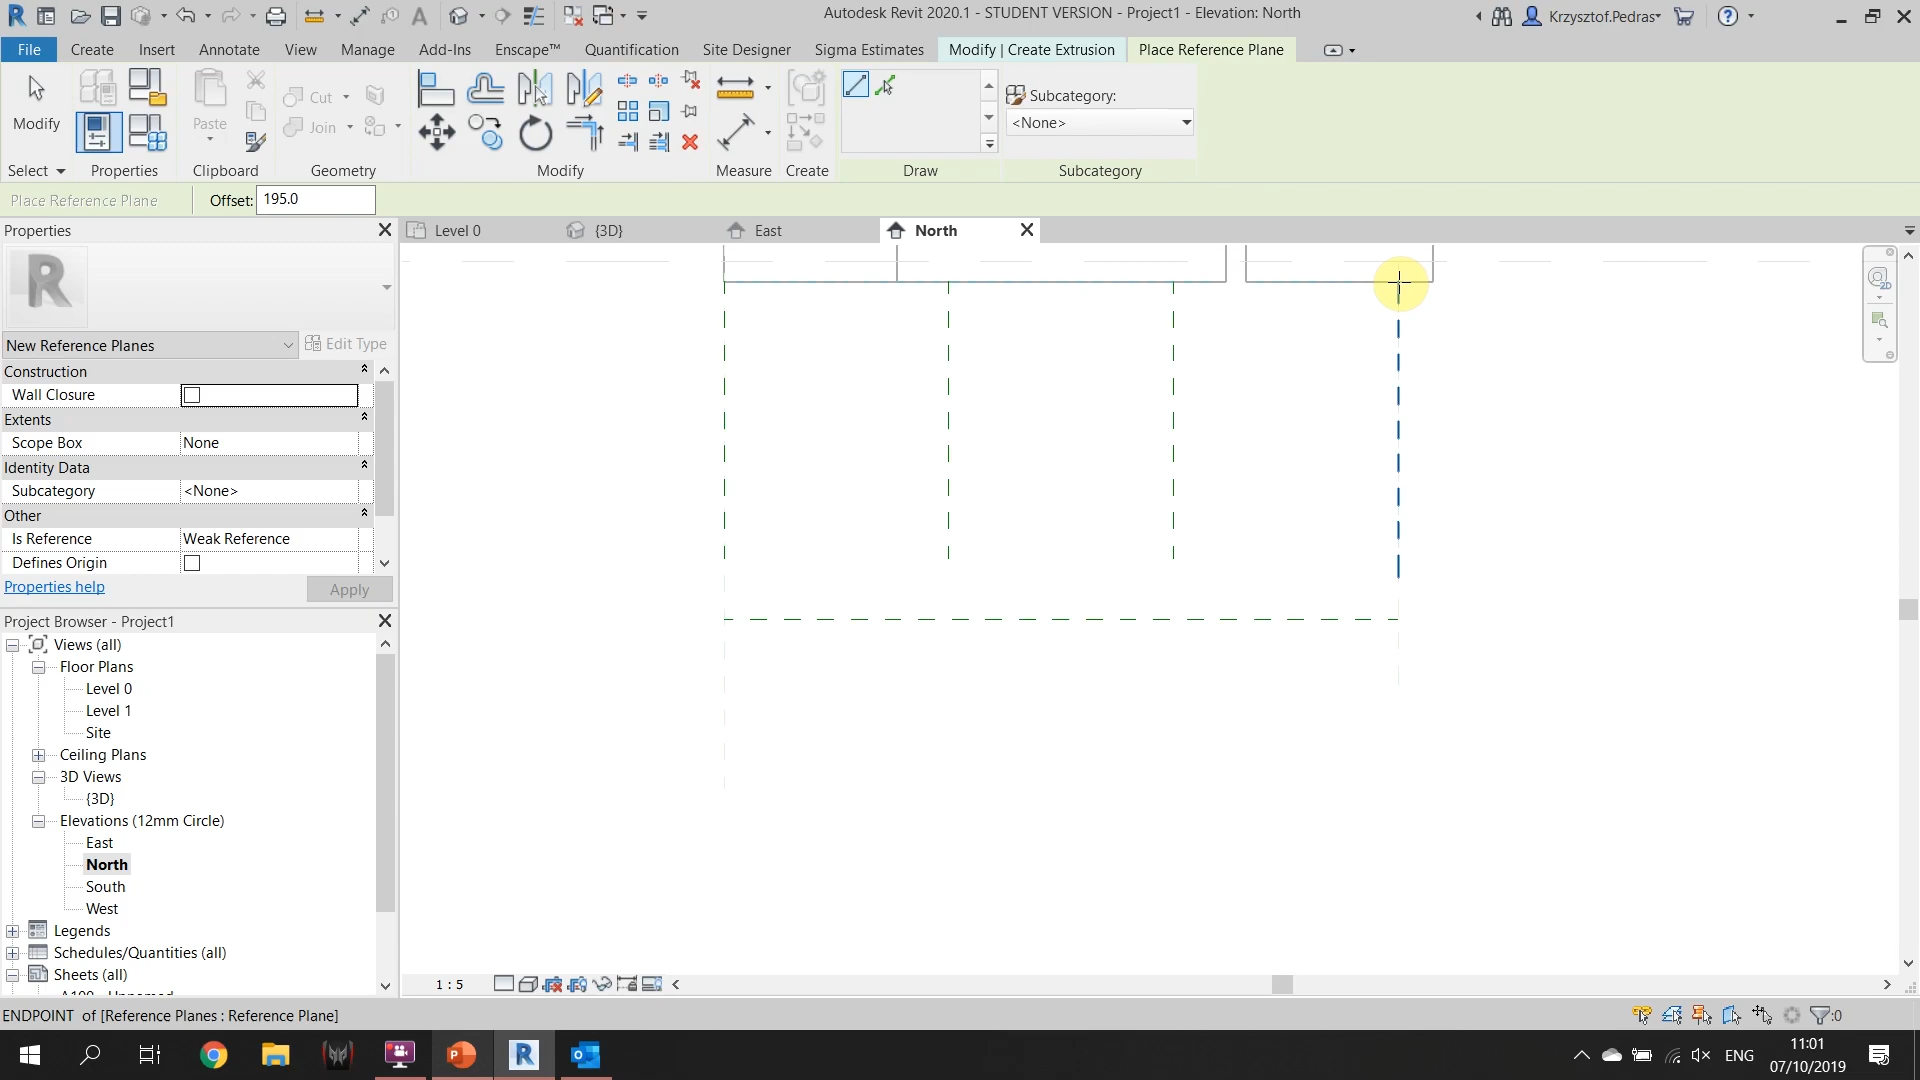 Autodesk Revit 2020.1 - STUDENT VERSION - Project1 - Elevation: North
Krzysztof.Pedras
File Create Insert Annotate View Manage Add-Ins Enscape™ Quantification Site Designer Sigma Estimates Modify | Create Extrusion Place Reference Plane
Modify
Paste
Cut
Join
Subcategory:
<None>
Select Properties Clipboard Geometry Modify Measure Create Draw Subcategory
Place Reference Plane Offset: 195.0
Properties
Level 0 {3D} East North
2D
R
New Reference Planes Edit Type
Construction
Wall Closure
Extents
Scope Box None
Identity Data
Subcategory <None>
Other
Is Reference Weak Reference
Defines Origin
Properties help Apply
Project Browser - Project1
Views (all)
Floor Plans
Level 0
Level 1
Site
Ceiling Plans
3D Views
{3D}
Elevations (12mm Circle)
East
North
South
West
Legends
Schedules/Quantities (all)
Sheets (all)
1 : 5
ENDPOINT of [Reference Planes : Reference Plane]
:0
ENG
11:01
07/10/2019